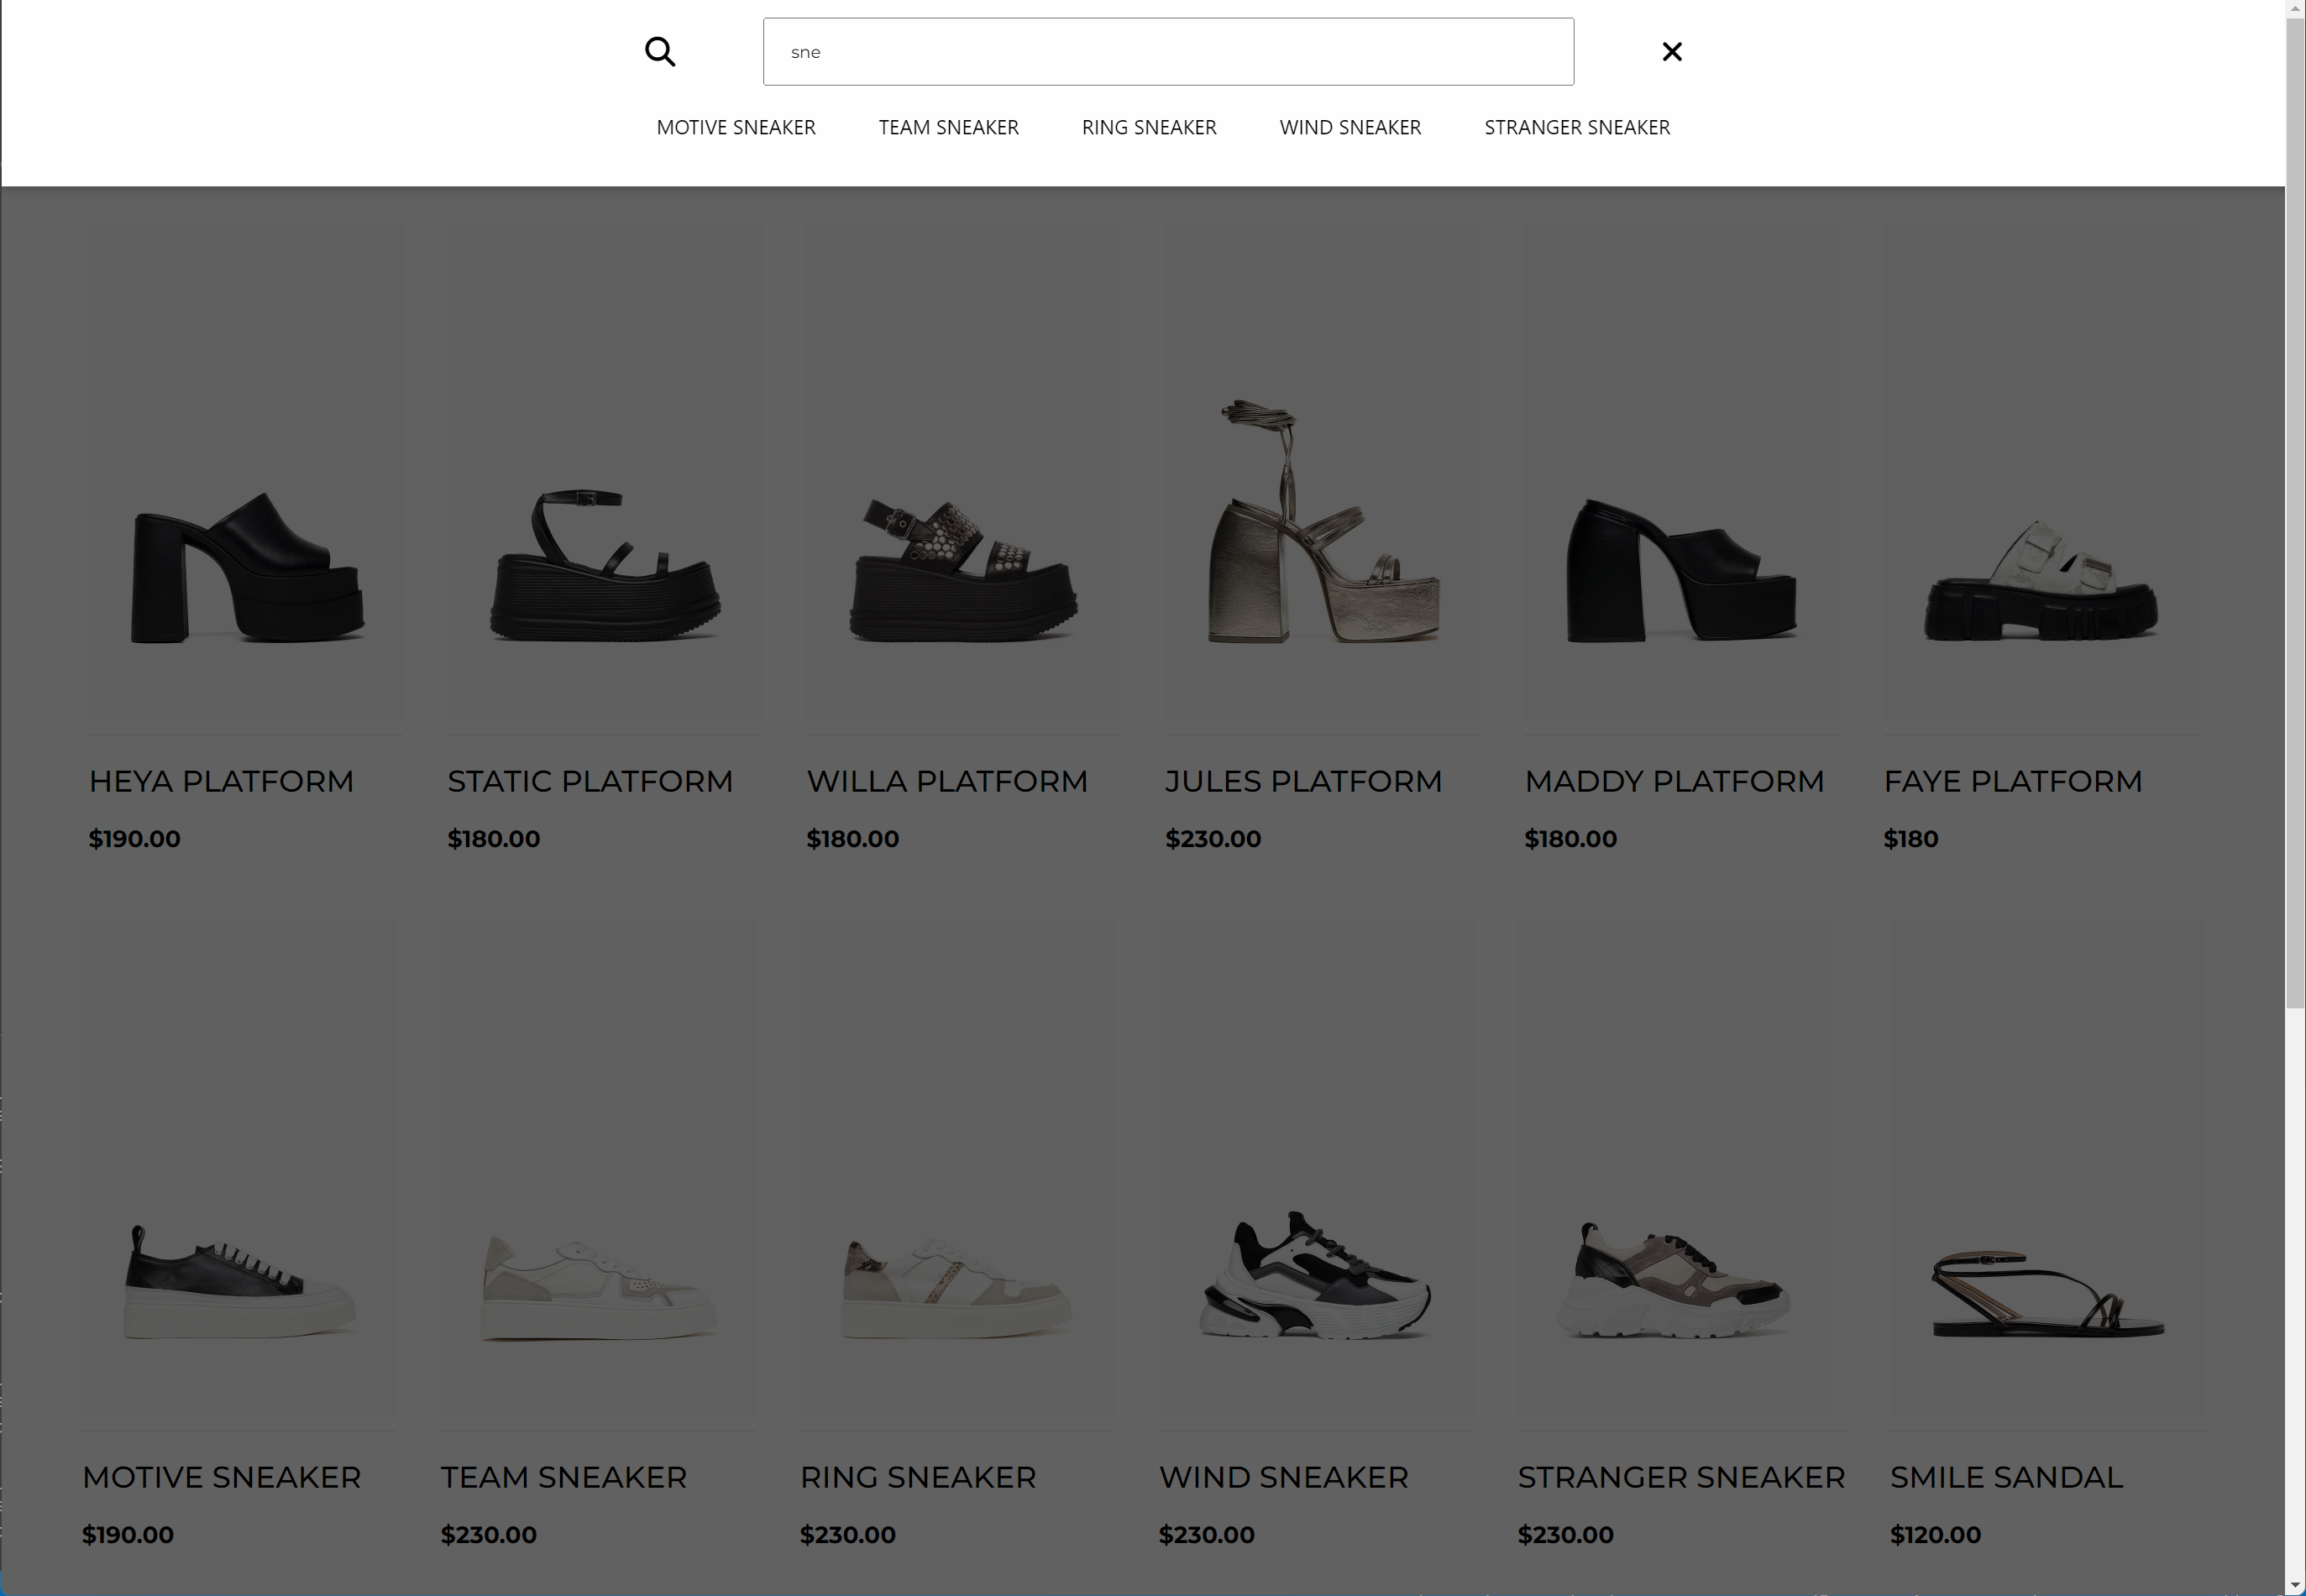 sne
MOTIVE SNEAKER TEAM SNEAKER RING SNEAKER WIND SNEAKER STRANGER SNEAKER
HEYA PLATFORM STATIC PLATFORM WILLA PLATFORM JULES PLATFORM MADDY PLATFORM FAYE PLATFORM
$190.00 $180.00 $180.00 $230.00 $180.00 $180
MOTIVE SNEAKER TEAM SNEAKER RING SNEAKER WIND SNEAKER STRANGER SNEAKER SMILE SANDAL
$190.00 $230.00 $230.00 $230.00 $230.00 $120.00